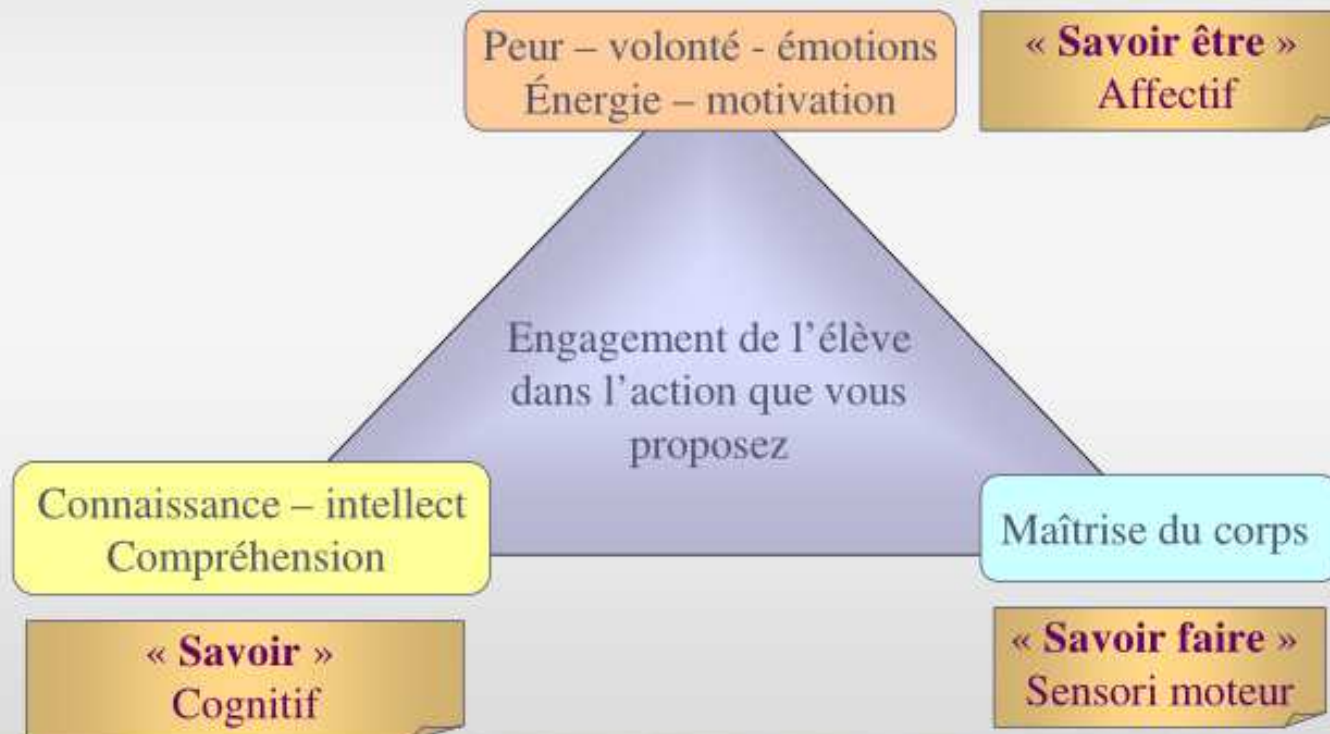 Peur – volonté - émotions
Énergie – motivation
« Savoir être »
Affectif
Engagement de l’élève
dans l’action que vous
proposez
Connaissance – intellect
Compréhension
Maîtrise du corps
« Savoir »
Cognitif
« Savoir faire »
Sensori moteur